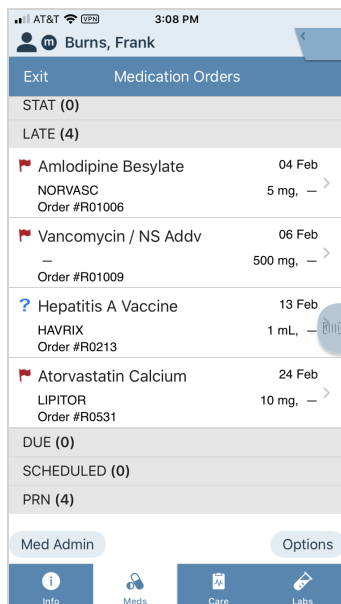 AT&T VPN 3:08 PM
m Burns, Frank
Exit Medication Orders
STAT (0)
LATE (4)
Amlodipine Besylate 04 Feb
NORVASC 5 mg, —
Order #R01006
Vancomycin / NS Addv 06 Feb
— 500 mg, —
Order #R01009
? Hepatitis A Vaccine 13 Feb
HAVRIX 1 mL, —
Order #R0213
Atorvastatin Calcium 24 Feb
LIPITOR 10 mg, —
Order #R0531
DUE (0)
SCHEDULED (0)
PRN (4)
Med Admin Options
Info Meds Care Labs